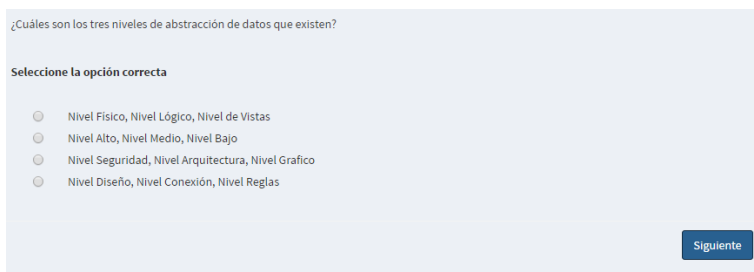 ¿Cuáles son los tres niveles de abstracción de datos que existen?
Seleccione la opción correcta
Nivel Físico, Nivel Lógico, Nivel de Vistas
Nivel Alto, Nivel Medio, Nivel Bajo
Nivel Seguridad, Nivel Arquitectura, Nivel Grafico
Nivel Diseño, Nivel Conexión, Nivel Reglas
Siguiente